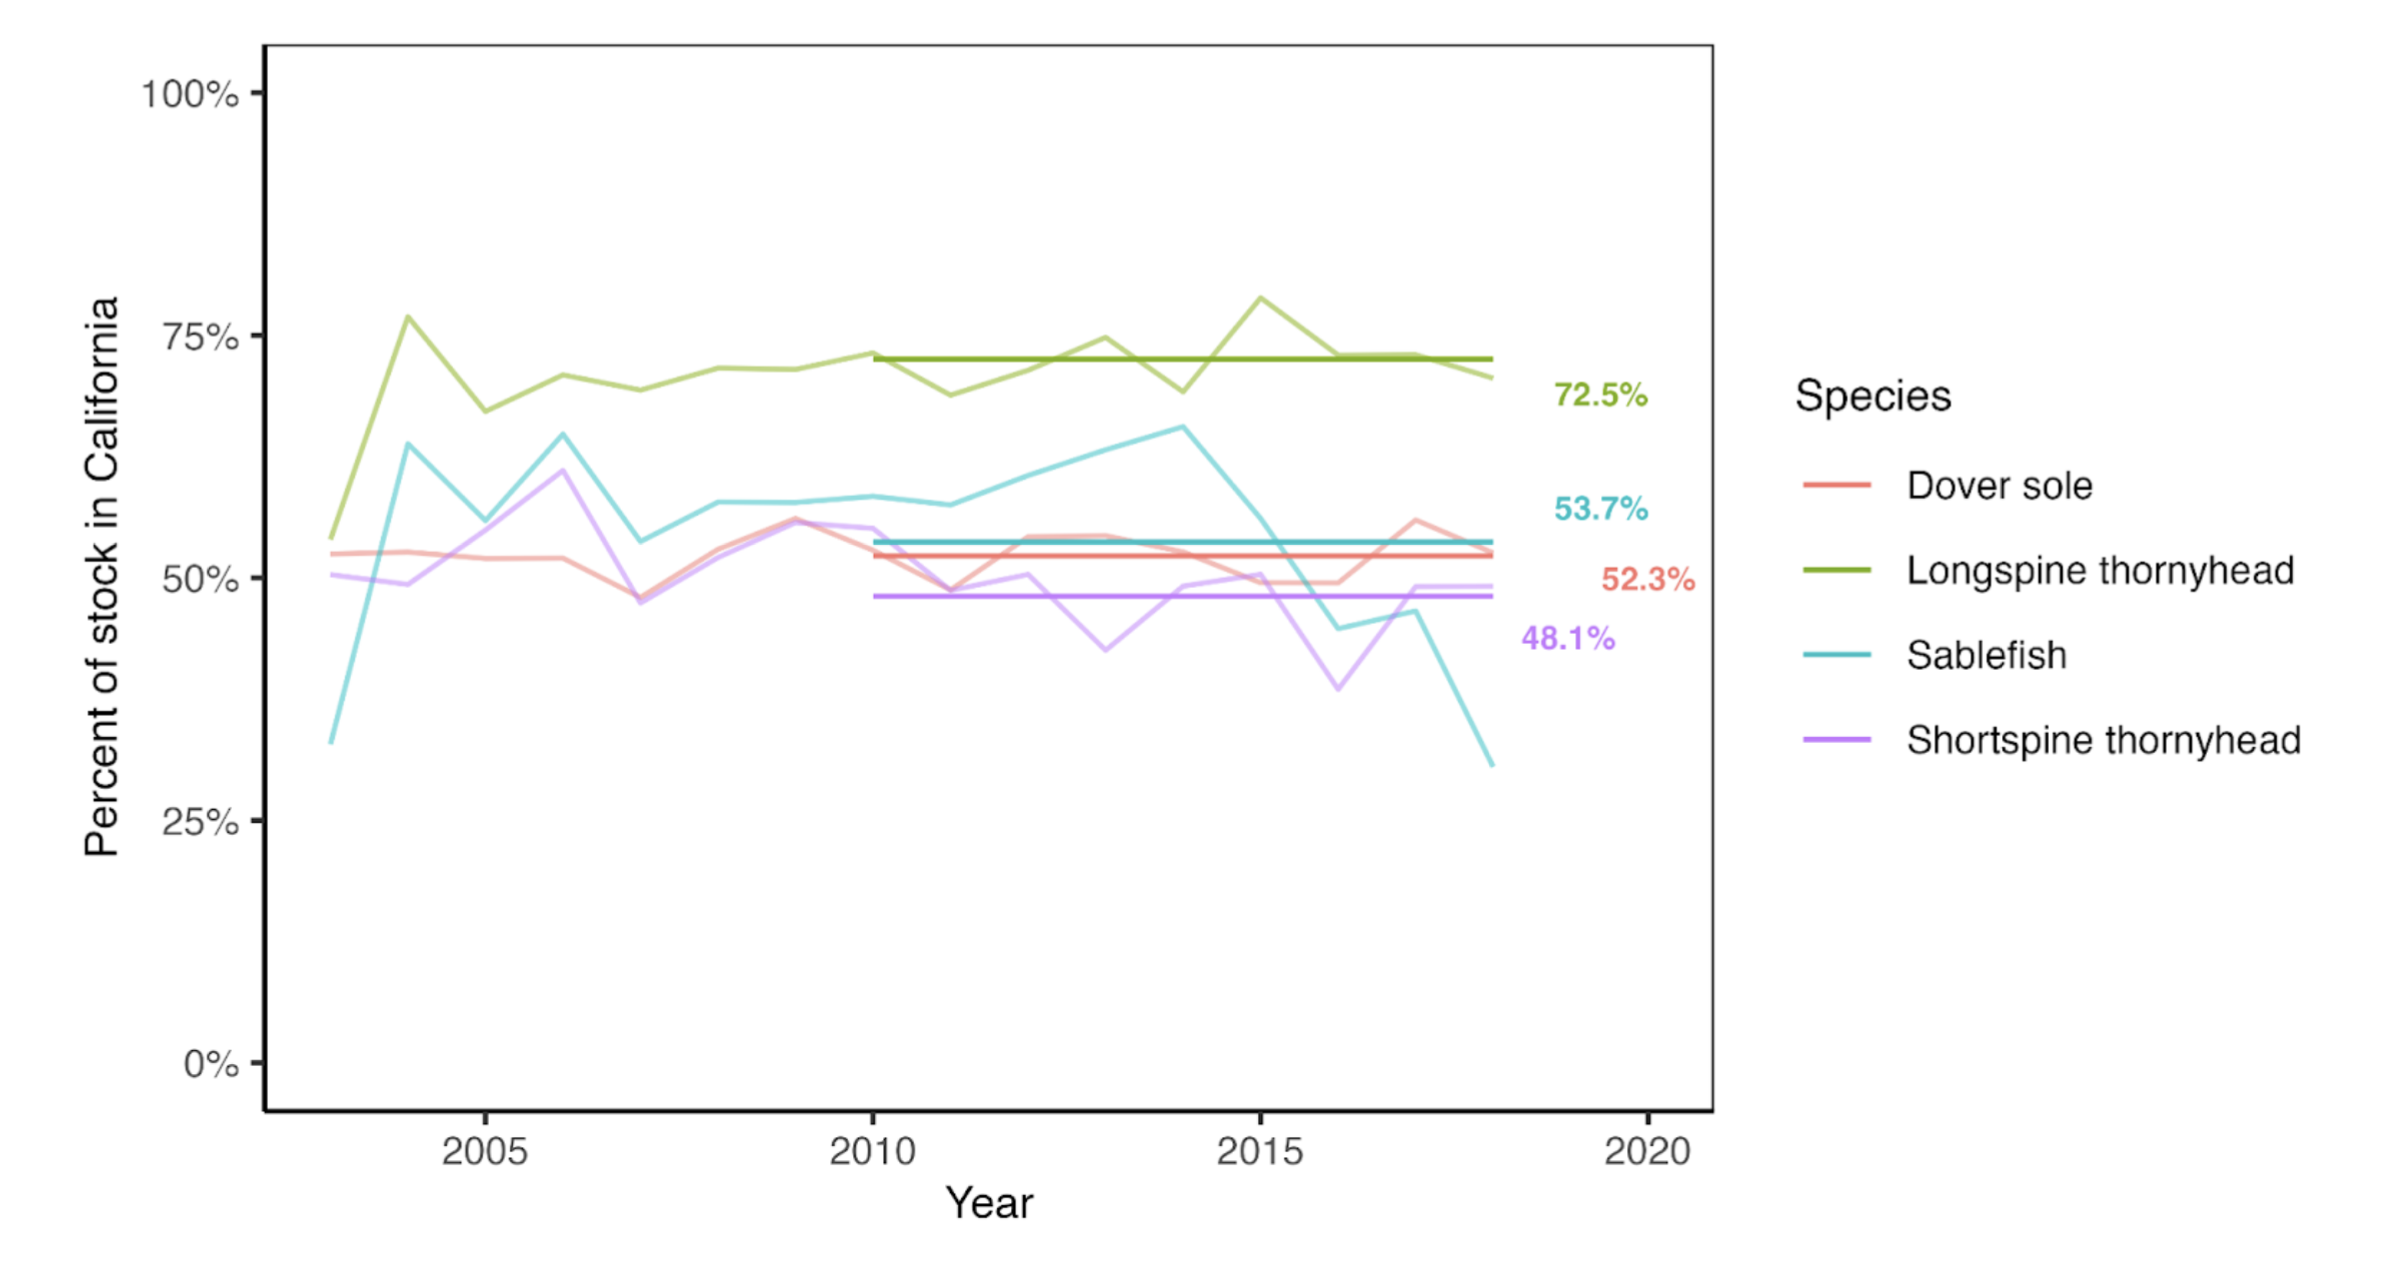 Percent of stock in California
100%
75%
50%
25%
0%
72.5%
53.7%
52.3%
48.1%
2005
2010
2015
2020
Year
Species
Dover sole
Longspine thornyhead
Sablefish
Shortspine thornyhead